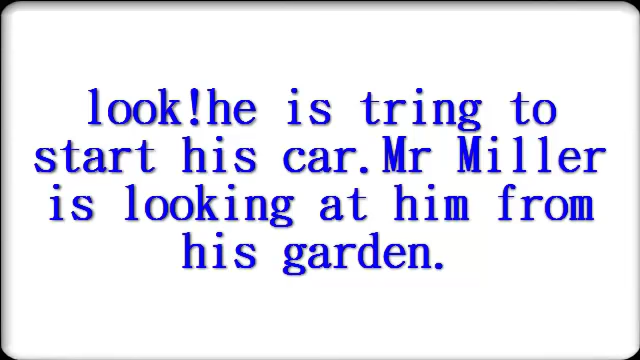 look!he is tring to
start his car.Mr Miller
is looking at him from
his garden.